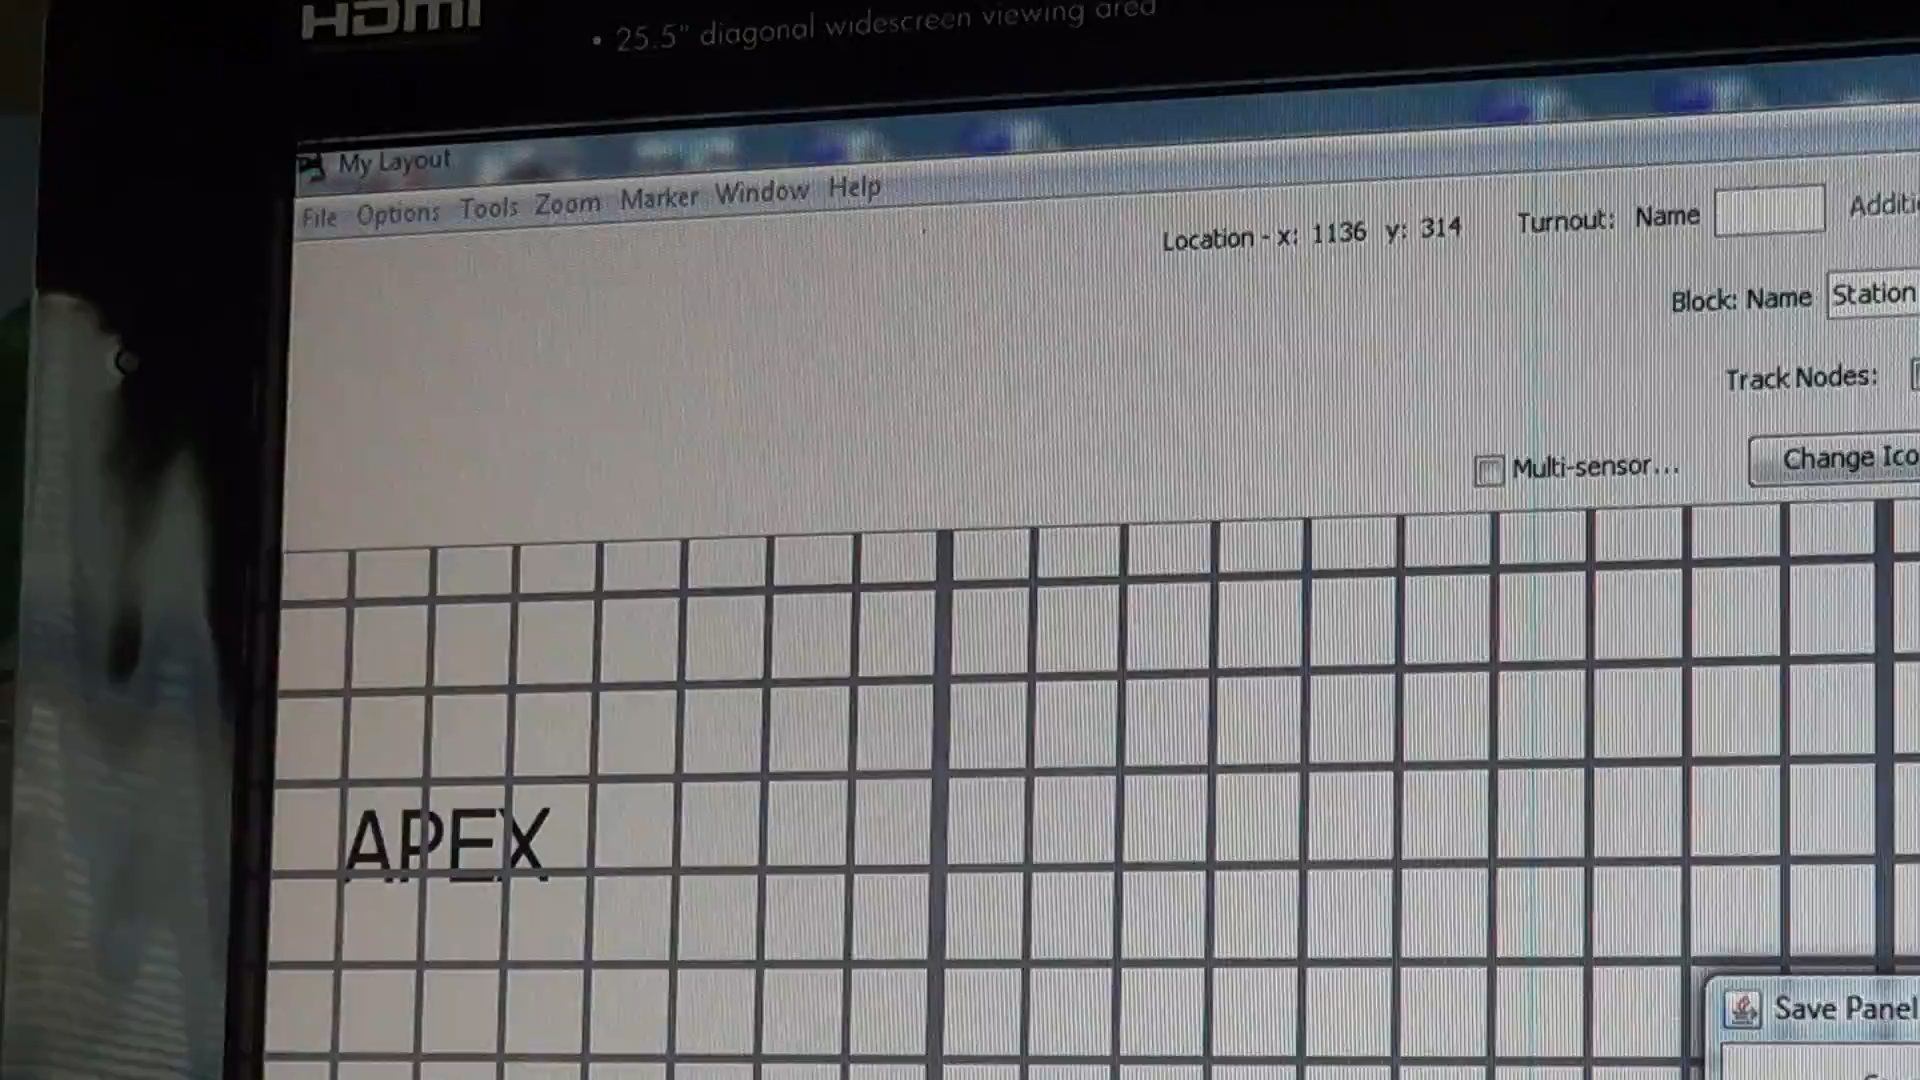 HDMI
• 25.5" diagonal widescreen viewing area
My Layout
File Options Tools Zoom Marker Window Help
Location - x: 1136 y: 314 Turnout: Name
Block: Name Station
Track Nodes:
Multi-sensor... Change Ico
APEX
Save Panel